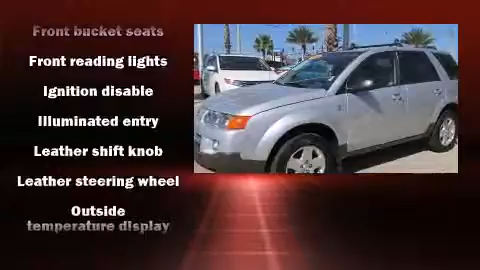 Front bucket seats
Front reading lights
Ignition disable
Illuminated entry
Leather shift knob
Leather steering wheel
Outside
temperature display